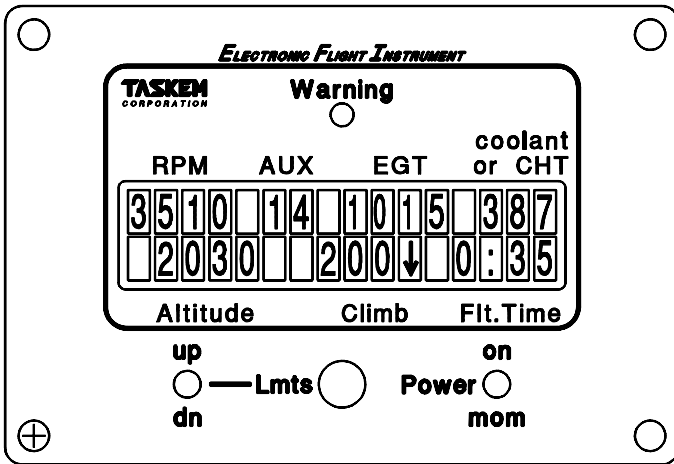 ELECTRONIC FLIGHT INSTRUMENT
TASKEM
CORPORATION
Warning
coolant
RPM AUX EGT or CHT
3510 14 1015 387
2030 200↓ 0:35
Altitude Climb Flt.Time
up on
Lmts Power
dn mom